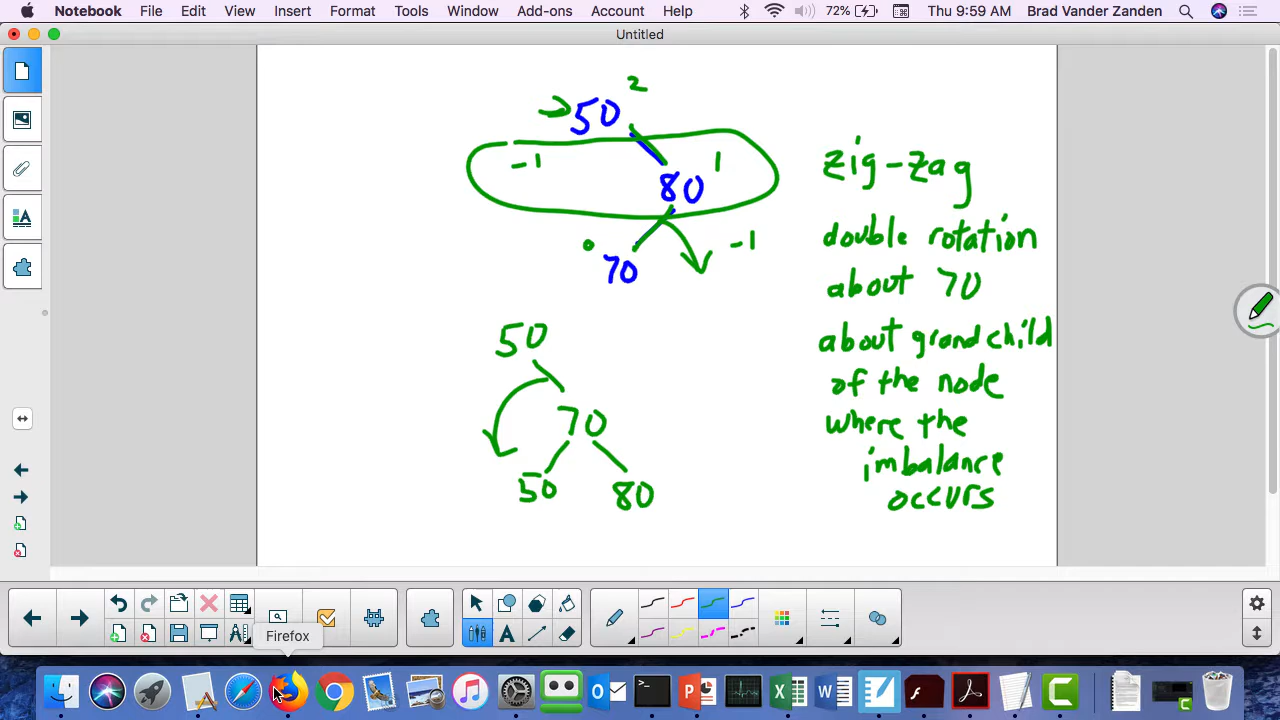 Notebook File Edit View Insert Format Tools Window Add-ons Account Help 72% Thu 9:59 AM Brad Vander Zanden
Untitled
2
50
-1
1
80
0
-1
70
zig-zag
double rotation
about 70
about grandchild
of the node
where the
imbalance
occurs
50
70
50
80
A
A
Firefox